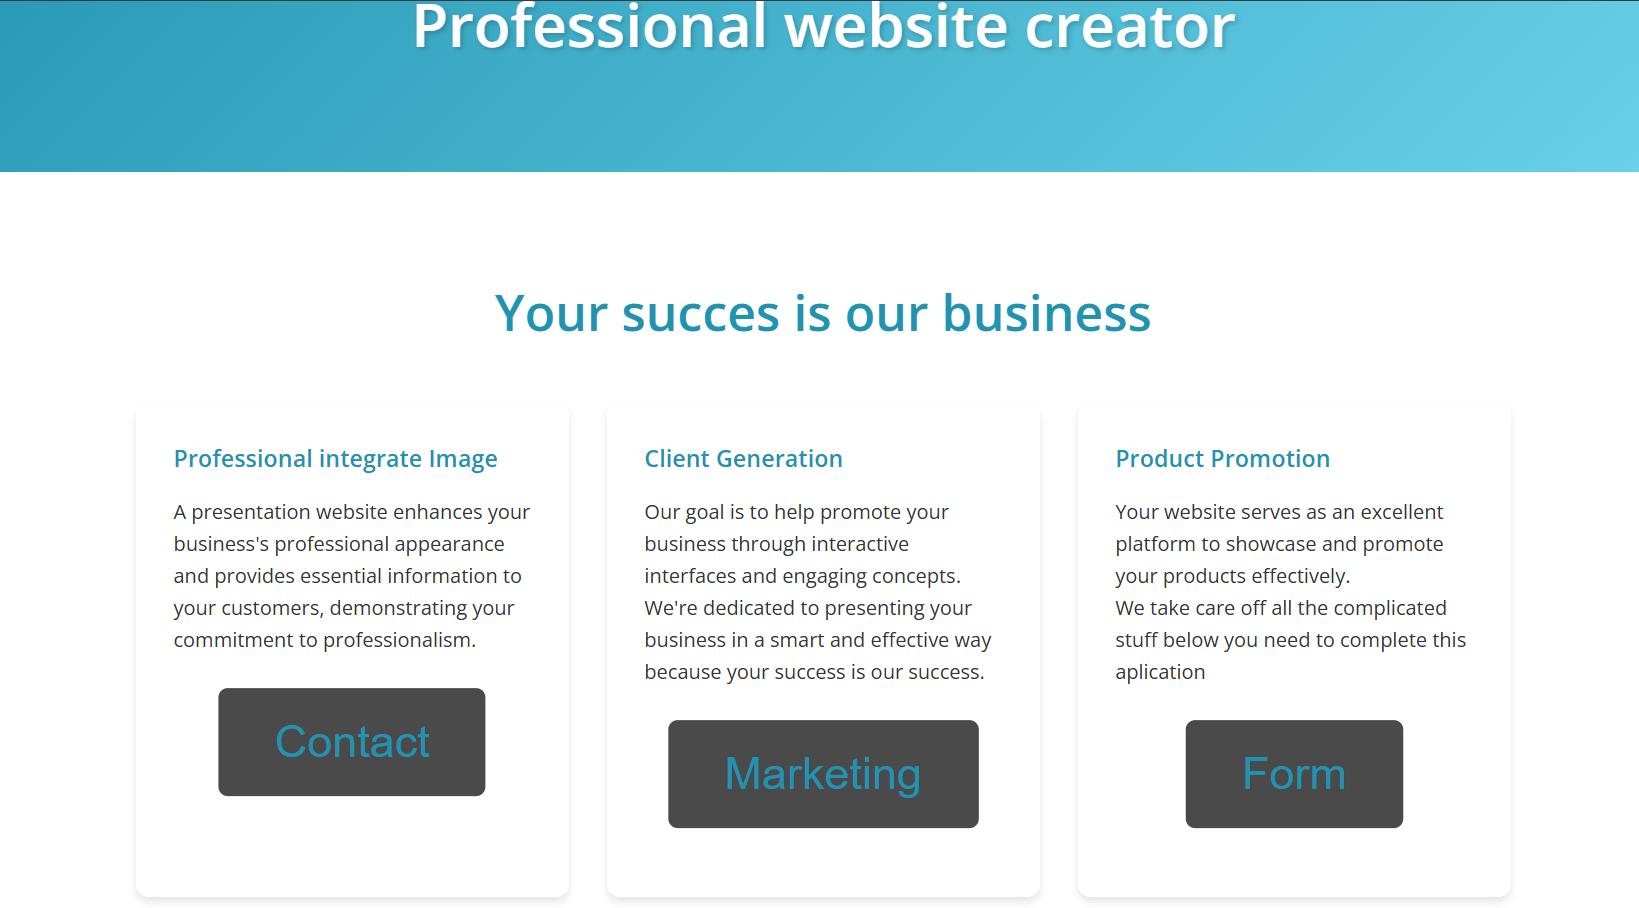 Professional website creator
Your succes is our business
Professional integrate Image
A presentation website enhances your
business's professional appearance
and provides essential information to
your customers, demonstrating your
commitment to professionalism.
Contact
Client Generation
Our goal is to help promote your
business through interactive
interfaces and engaging concepts.
We're dedicated to presenting your
business in a smart and effective way
because your success is our success.
Marketing
Product Promotion
Your website serves as an excellent
platform to showcase and promote
your products effectively.
We take care off all the complicated
stuff below you need to complete this
aplication
Form